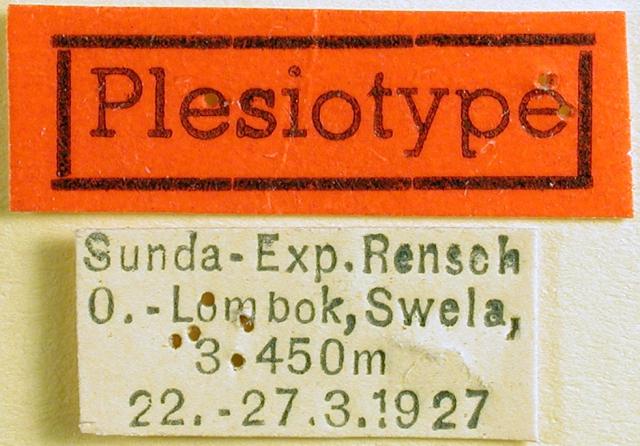 Plesiotype
Sunda-Exp. Rensch
O.-Lombok, Swela,
3. 450m
22.-27.3.1927